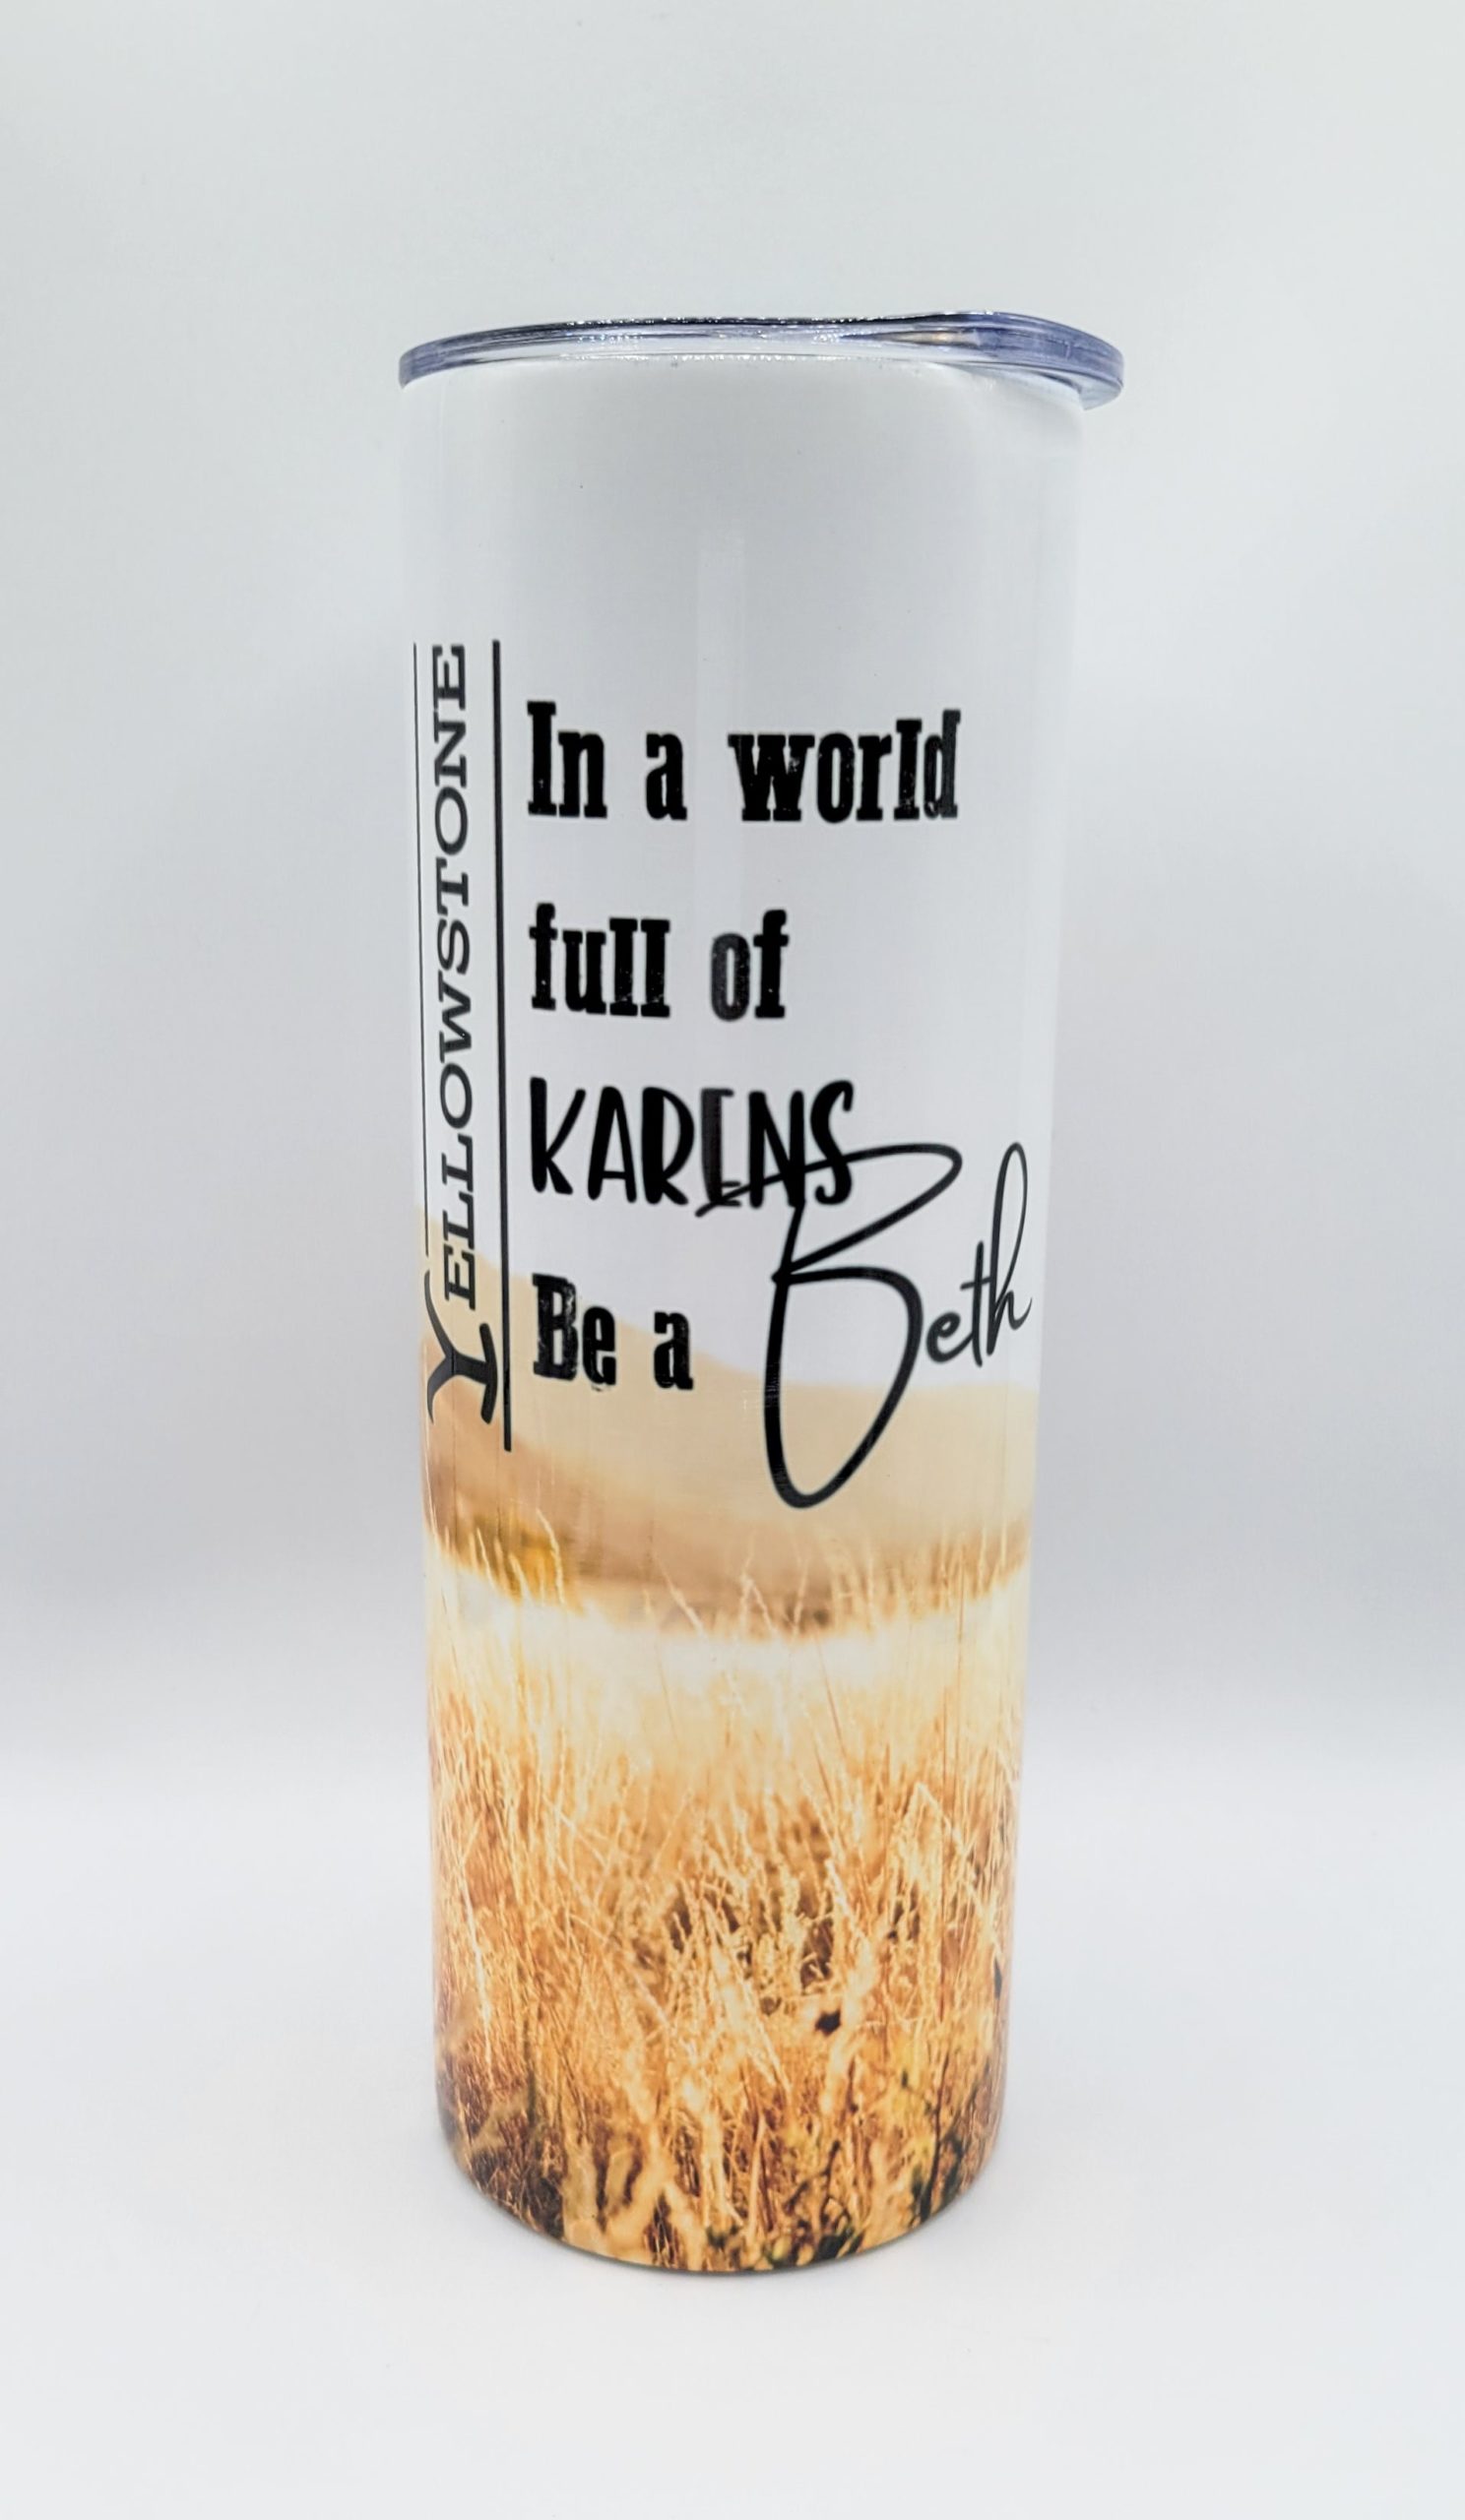 YELLOWSTONE
In a world
full of
KARENS
Be a Beth